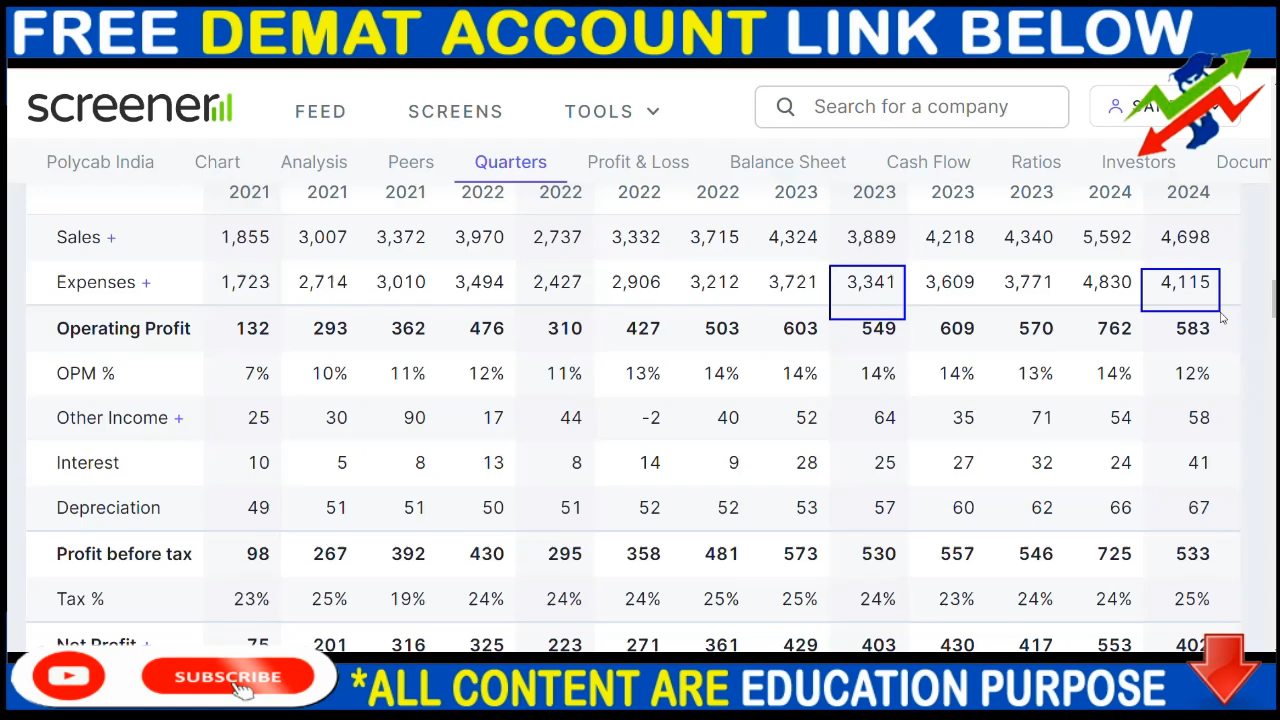 FREE DEMAT ACCOUNT LINK BELOW
screener FEED SCREENS TOOLS Search for a company
Polycab India Chart Analysis Peers Quarters Profit & Loss Balance Sheet Cash Flow Ratios Investors Docum
2021 2021 2021 2022 2022 2022 2022 2023 2023 2023 2023 2024 2024
Sales + 1,855 3,007 3,372 3,970 2,737 3,332 3,715 4,324 3,889 4,218 4,340 5,592 4,698
Expenses + 1,723 2,714 3,010 3,494 2,427 2,906 3,212 3,721 3,341 3,609 3,771 4,830 4,115
Operating Profit 132 293 362 476 310 427 503 603 549 609 570 762 583
OPM % 7% 10% 11% 12% 11% 13% 14% 14% 14% 14% 13% 14% 12%
Other Income + 25 30 90 17 44 -2 40 52 64 35 71 54 58
Interest 10 5 8 13 8 14 9 28 25 27 32 24 41
Depreciation 49 51 51 50 51 52 52 53 57 60 62 66 67
Profit before tax 98 267 392 430 295 358 481 573 530 557 546 725 533
Tax % 23% 25% 19% 24% 24% 24% 25% 25% 24% 23% 24% 24% 25%
Net Profit + 75 201 316 325 223 271 361 429 403 430 417 553 402
SUBSCRIBE
*ALL CONTENT ARE EDUCATION PURPOSE